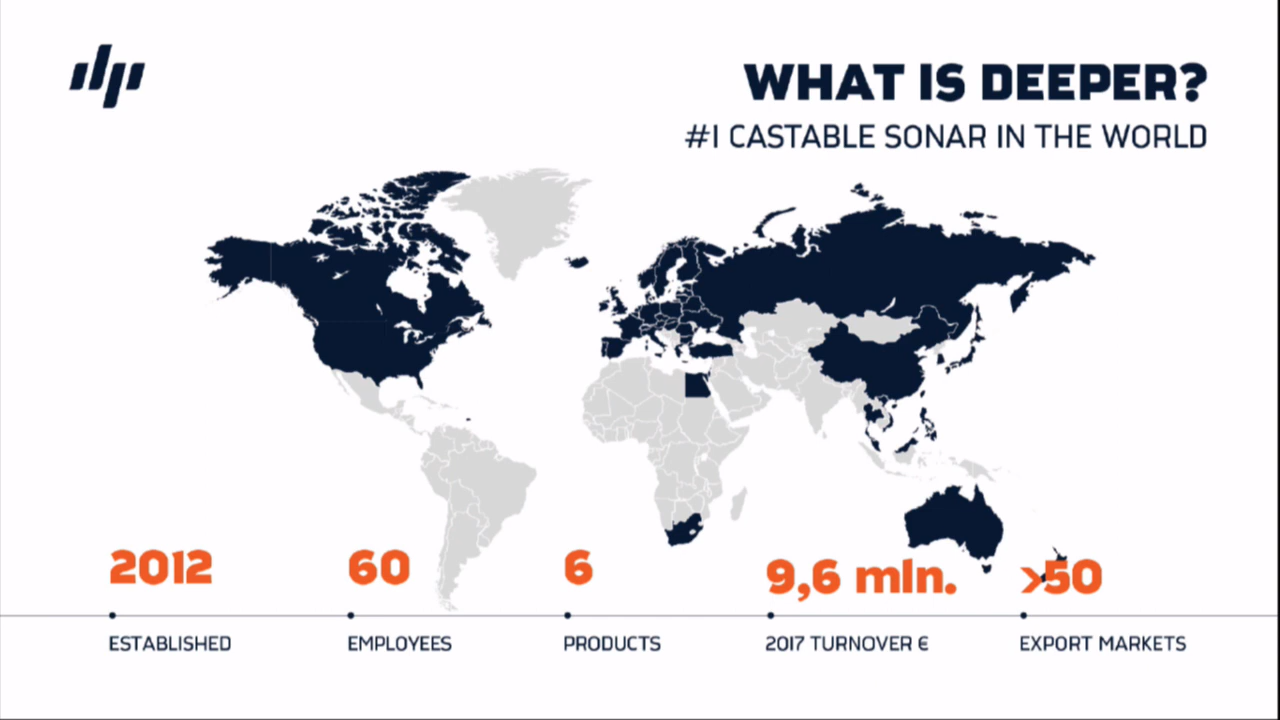 WHAT IS DEEPER?
#1 CASTABLE SONAR IN THE WORLD
2012
ESTABLISHED
60
EMPLOYEES
6
PRODUCTS
9,6 mln.
2017 TURNOVER €
>50
EXPORT MARKETS